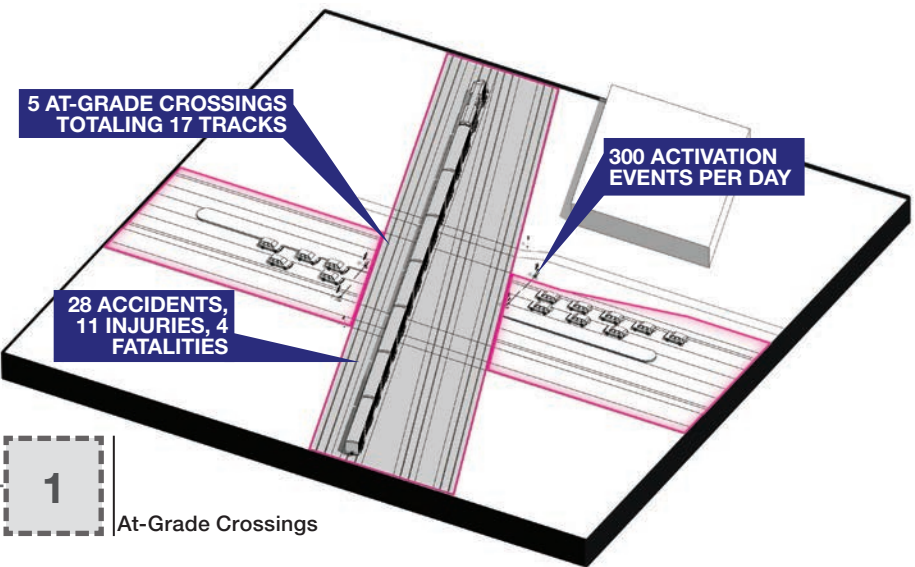 5 AT-GRADE CROSSINGS
TOTALING 17 TRACKS
300 ACTIVATION
EVENTS PER DAY
28 ACCIDENTS,
11 INJURIES, 4
FATALITIES
1
At-Grade Crossings